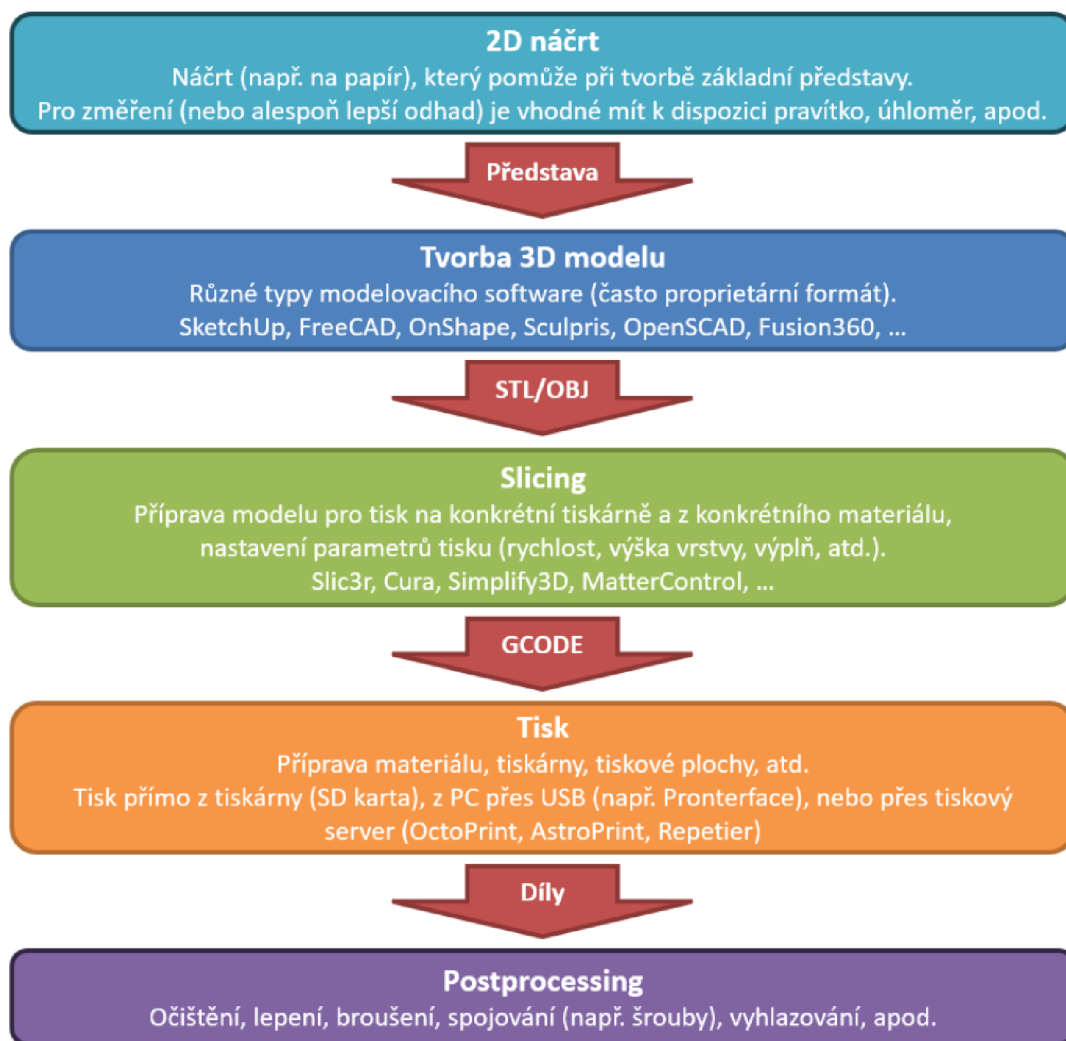 2D náčrt
Náčrt (např. na papír), který pomůže při tvorbě základní představy.
Pro změření (nebo alespoň lepší odhad) je vhodné mít k dispozici pravítko, úhloměr, apod.
Představa
Tvorba 3D modelu
Různé typy modelovacího software (často proprietární formát).
SketchUp, FreeCAD, OnShape, Sculpris, OpenSCAD, Fusion360, ...
STL/OBJ
Slicing
Příprava modelu pro tisk na konkrétní tiskárně a z konkrétního materiálu,
nastavení parametrů tisku (rychlost, výška vrstvy, výplň, atd.).
Slic3r, Cura, Simplify3D, MatterControl, ...
GCODE
Tisk
Příprava materiálu, tiskárny, tiskové plochy, atd.
Tisk přímo z tiskárny (SD karta), z PC přes USB (např. Pronterface), nebo přes tiskový
server (OctoPrint, AstroPrint, Repetier)
Díly
Postprocessing
Očištění, lepení, broušení, spojování (např. šrouby), vyhlazování, apod.